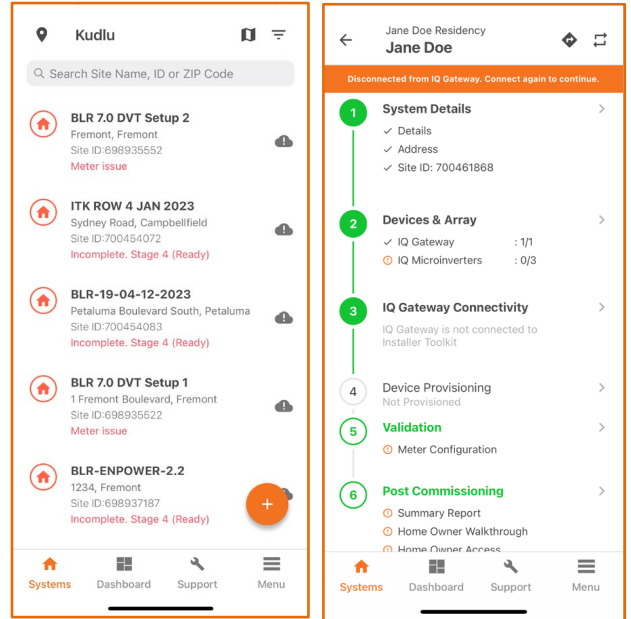 Kudlu
Search Site Name, ID or ZIP Code
BLR 7.0 DVT Setup 2
Fremont, Fremont
Site ID:698935552
Meter issue
ITK ROW 4 JAN 2023
Sydney Road, Campbellfield
Site ID:700454072
Incomplete. Stage 4 (Ready)
BLR-19-04-12-2023
Petaluma Boulevard South, Petaluma
Site ID:700454083
Incomplete. Stage 4 (Ready)
BLR 7.0 DVT Setup 1
1 Fremont Boulevard, Fremont
Site ID:698935522
Meter issue
BLR-ENPOWER-2.2
1234, Fremont
Site ID:698937187
Incomplete. Stage 4 (Ready)
+
Systems Dashboard Support Menu
Jane Doe Residency
Jane Doe
Disconnected from IQ Gateway. Connect again to continue.
1 System Details
Details
Address
Site ID: 700461868
2 Devices & Array
IQ Gateway : 1/1
IQ Microinverters : 0/3
3 IQ Gateway Connectivity
IQ Gateway is not connected to
Installer Toolkit
4 Device Provisioning
Not Provisioned
5 Validation
Meter Configuration
6 Post Commissioning
Summary Report
Home Owner Walkthrough
Home Owner Access
Systems Dashboard Support Menu